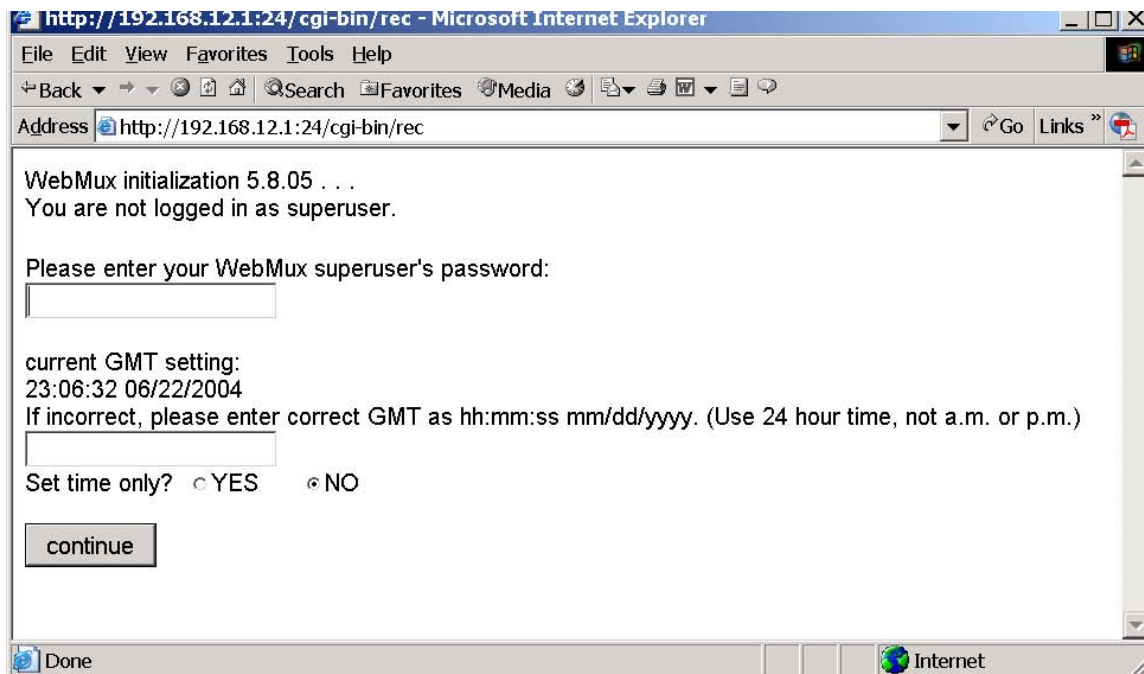 http://192.168.12.1:24/cgi-bin/rec - Microsoft Internet Explorer
File Edit View Favorites Tools Help
Back Search Favorites Media
Address http://192.168.12.1:24/cgi-bin/rec Go Links »
WebMux initialization 5.8.05 . . .
You are not logged in as superuser.
Please enter your WebMux superuser's password:
current GMT setting:
23:06:32 06/22/2004
If incorrect, please enter correct GMT as hh:mm:ss mm/dd/yyyy. (Use 24 hour time, not a.m. or p.m.)
Set time only? YES NO
continue
Done Internet